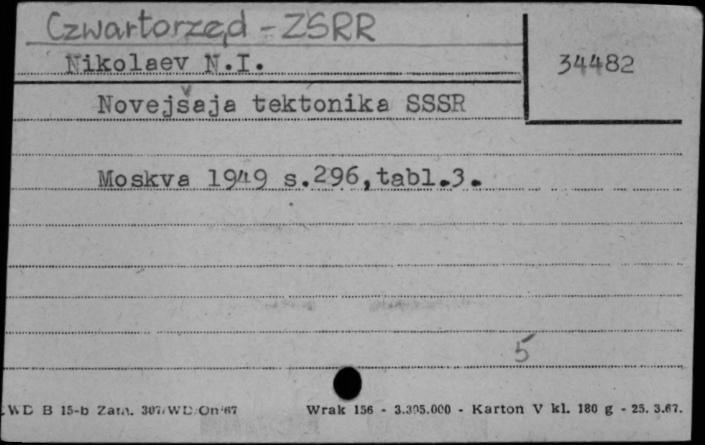 Czwartorzęd - ZSRR
Nikolaev N.I.
34482
Novejšaja tektonika SSSR
Moskva 1949 s.296, tabl.3.
5
WD B 15-b Zam. 307/WD/On/67
Wrak 156 - 3.395.000 - Karton V kl. 180 g - 25. 3.67.